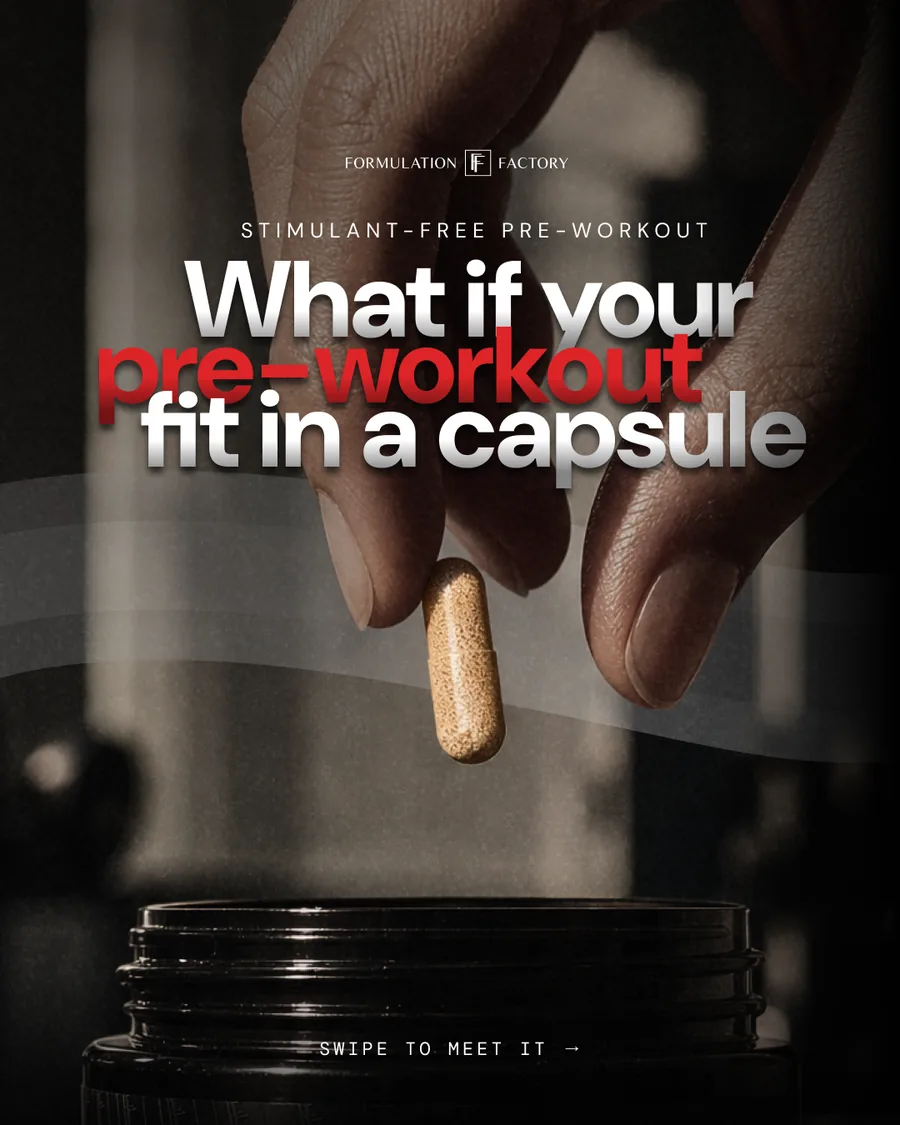 FORMULATION FF FACTORY
STIMULANT-FREE PRE-WORKOUT
What if your
pre-workout
fit in a capsule
SWIPE TO MEET IT →